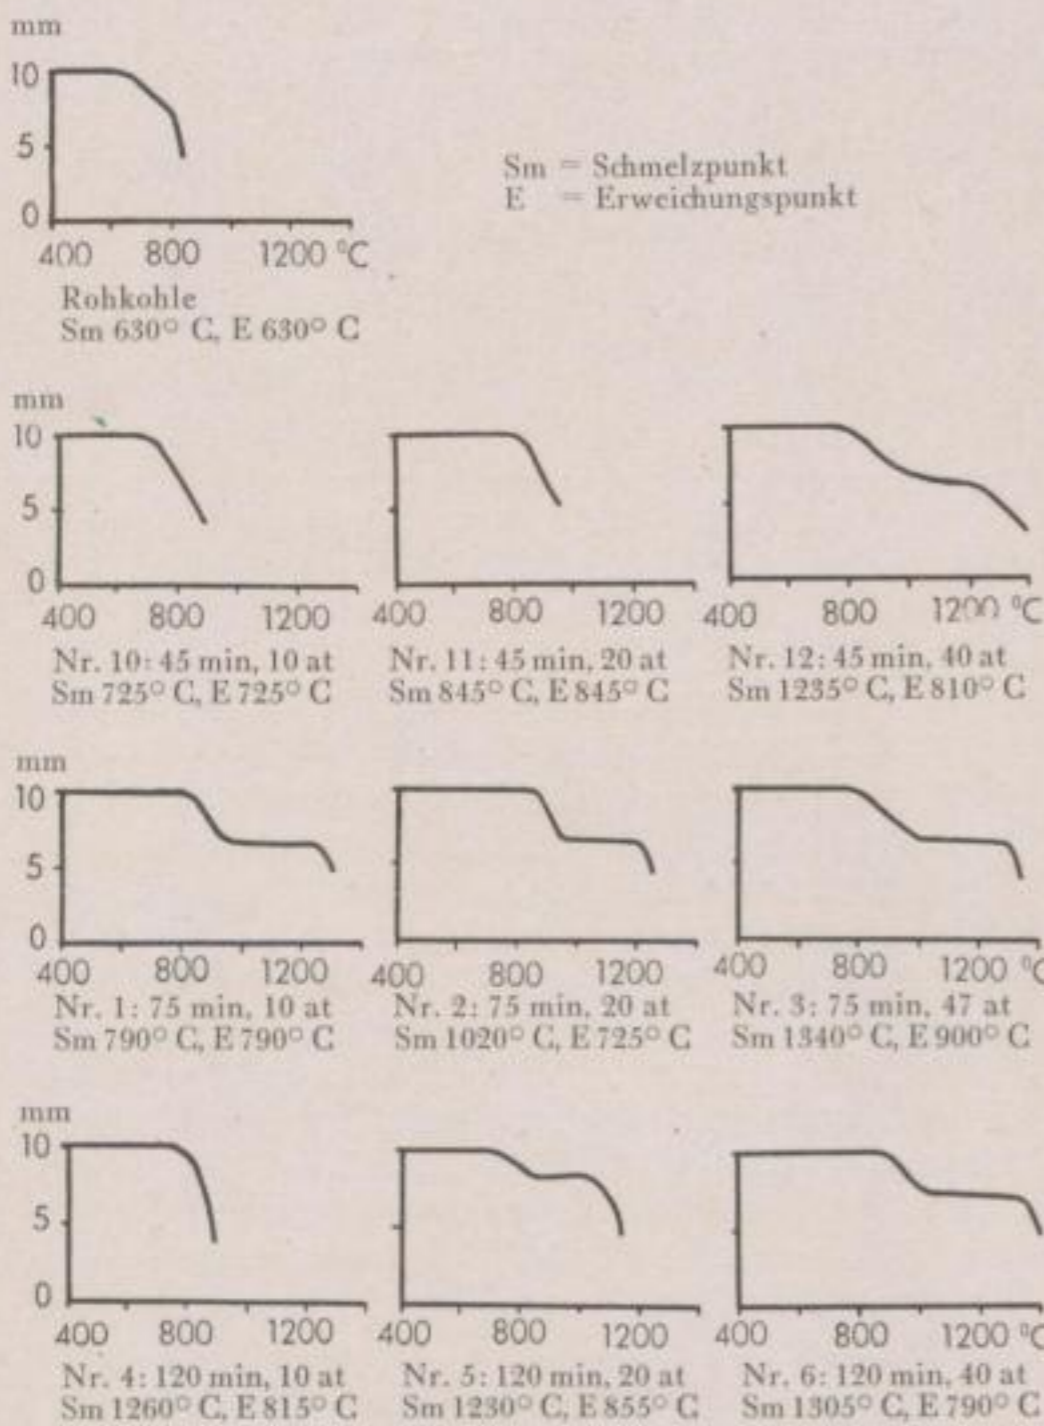 mm
10
5
0
400 800 1200 ⁰C
Sm = Schmelzpunkt
E = Erweichungspunkt
Rohkohle
Sm 630° C, E 630° C
mm
10
5
0
400 800 1200 400 800 1200 400 800 1200 ⁰C
Nr. 10: 45 min, 10 at
Sm 725° C, E 725° C
Nr. 11: 45 min, 20 at
Sm 845° C, E 845° C
Nr. 12: 45 min, 40 at
Sm 1235° C, E 810° C
mm
10
5
0
400 800 1200 400 800 1200 400 800 1200 ⁰C
Nr. 1: 75 min, 10 at
Sm 790° C, E 790° C
Nr. 2: 75 min, 20 at
Sm 1020° C, E 725° C
Nr. 3: 75 min, 47 at
Sm 1340° C, E 900° C
mm
10
5
0
400 800 1200 400 800 1200 400 800 1200 ⁰C
Nr. 4: 120 min, 10 at
Sm 1260° C, E 815° C
Nr. 5: 120 min, 20 at
Sm 1230° C, E 855° C
Nr. 6: 120 min, 40 at
Sm 1305° C, E 790° C